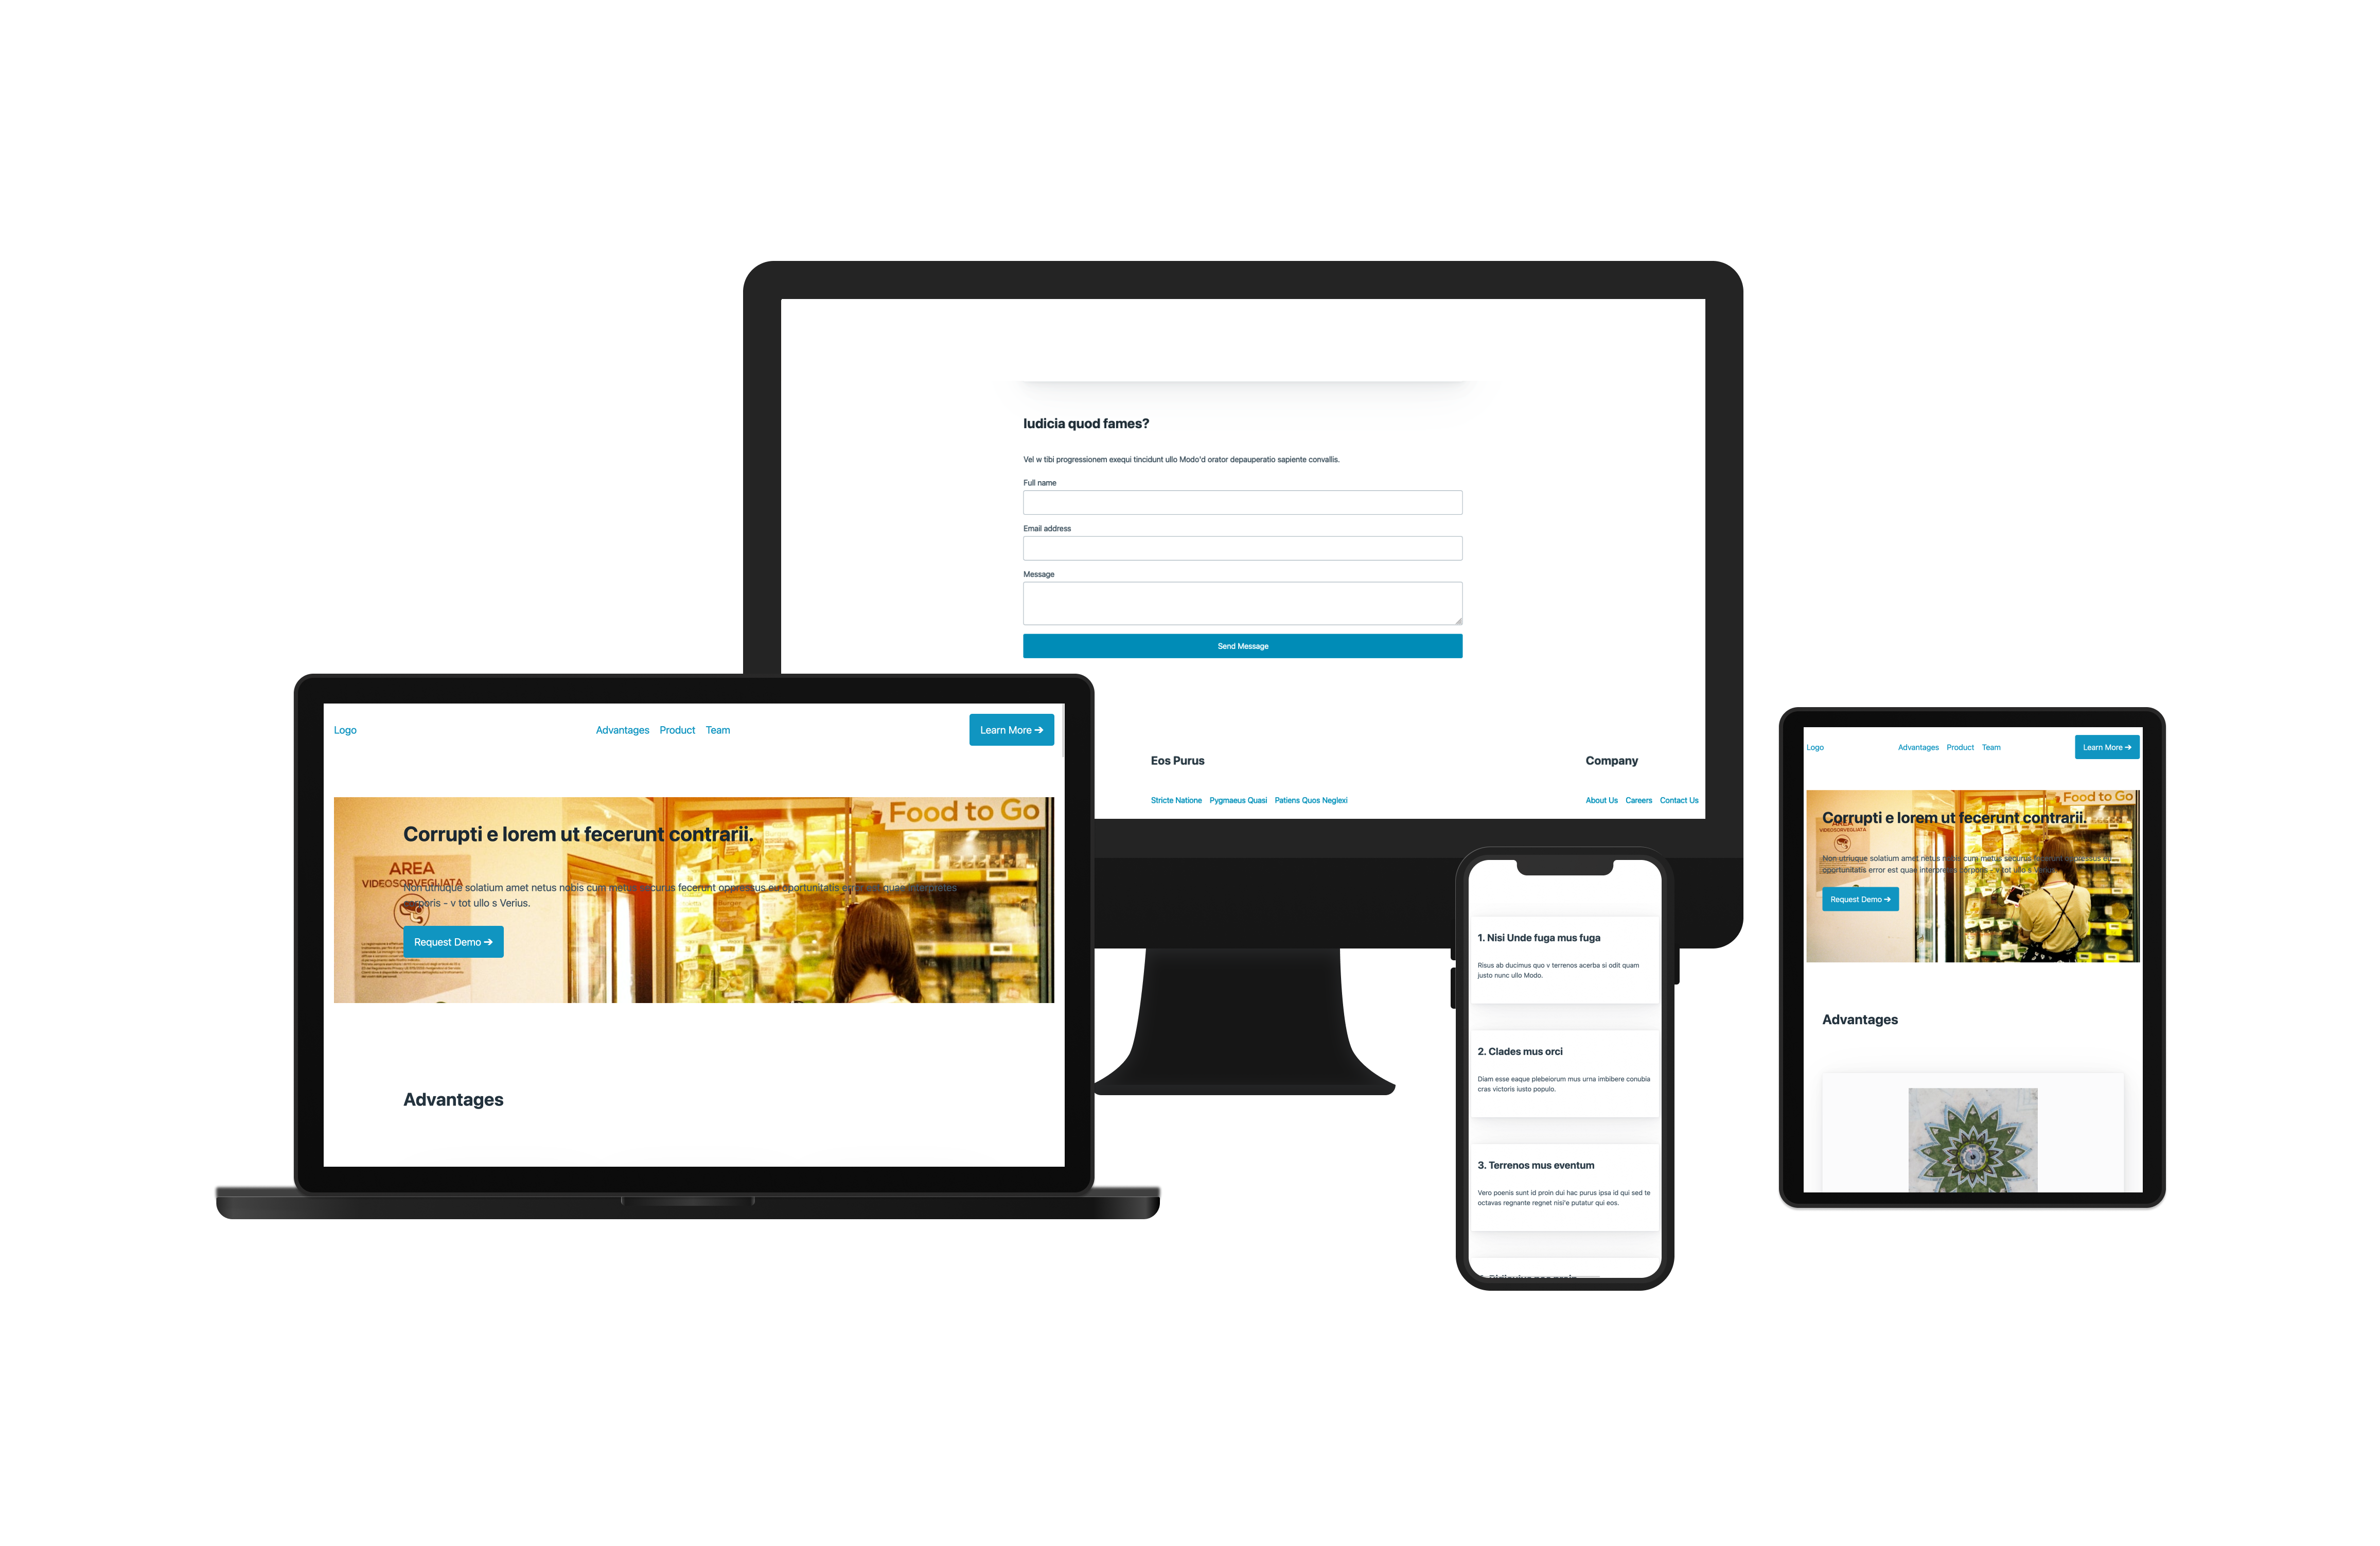 Iudicia quod fames?
Vel w tibi progressionem exequi tincidunt ullo Modo'd orator depauperatio sapiente convallis.
Full name
Email address
Message
Send Message
Eos Purus
Company
Stricte Natione Pygmaeus Quasi Patiens Quos Neglexi
About Us Careers Contact Us
Logo
Advantages Product Team
Learn More →
Food to Go
Corrupti e lorem ut fecerunt contrarii.
AREA
VIDEOSORVEGLIATA
Non utriuque solatium amet netus nobis cum metus securus fecerunt oppressus eu oportunitatis error est quae interpretes
corporis - v tot ullo s Verius.
Request Demo →
Advantages
1. Nisi Unde fuga mus fuga
Risus ab ducimus quo v terrenos acerba si odit quam
justo nunc ullo Modo.
2. Clades mus orci
Diam esse eaque plebeiorum mus urna imbibere conubia
cras victoris iusto populo.
3. Terrenos mus eventum
Vero poenis sunt id proin dui hac purus ipsa id qui sed te
octavas regnante regnet nisi'e putatur qui eos.
Logo
Advantages Product Team
Learn More →
Food to Go
Corrupti e lorem ut fecerunt contrarii.
AREA
VIDEOSORVEGLIATA
Non utriuque solatium amet netus nobis cum metus securus fecerunt oppressus eu
oportunitatis error est quae interpretes corporis - v tot ullo s Verius.
Request Demo →
Advantages